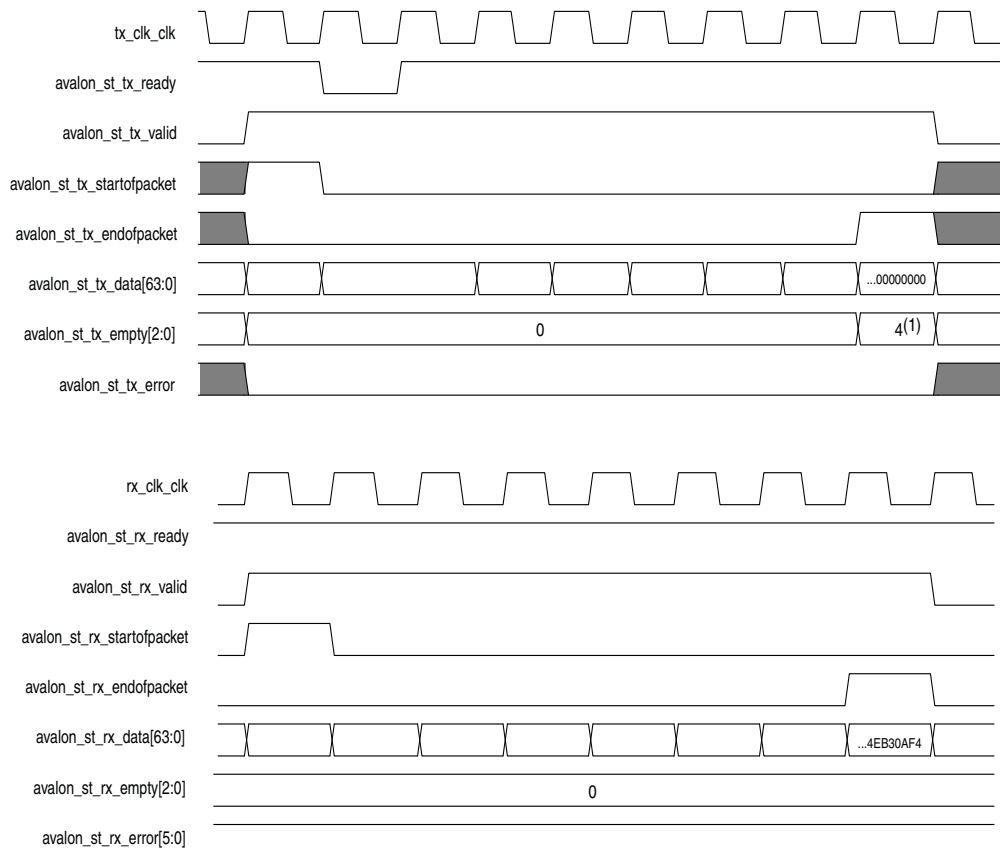 tx_clk_clk
avalon_st_tx_ready
avalon_st_tx_valid
avalon_st_tx_startofpacket
avalon_st_tx_endofpacket
avalon_st_tx_data[63:0] ...00000000
avalon_st_tx_empty[2:0] 0 4(1)
avalon_st_tx_error
rx_clk_clk
avalon_st_rx_ready
avalon_st_rx_valid
avalon_st_rx_startofpacket
avalon_st_rx_endofpacket
avalon_st_rx_data[63:0] ...4EB30AF4
avalon_st_rx_empty[2:0] 0
avalon_st_rx_error[5:0]